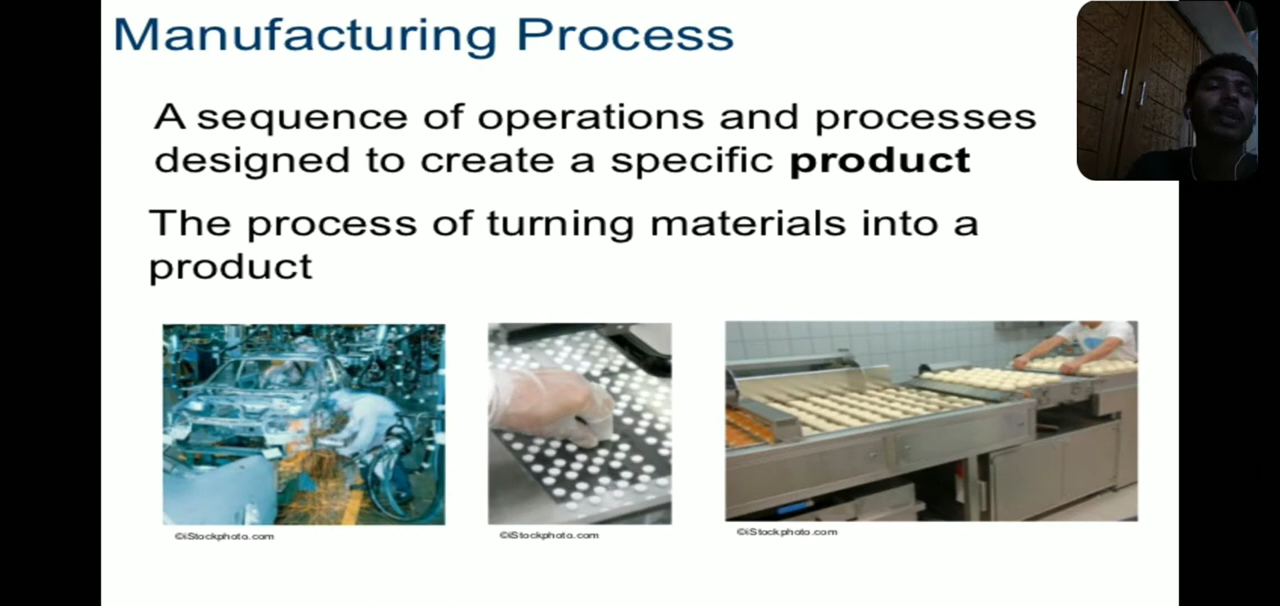 Manufacturing Process
A sequence of operations and processes
designed to create a specific product
The process of turning materials into a
product
©iStockphoto.com
©iStockphoto.com
©iStockphoto.com